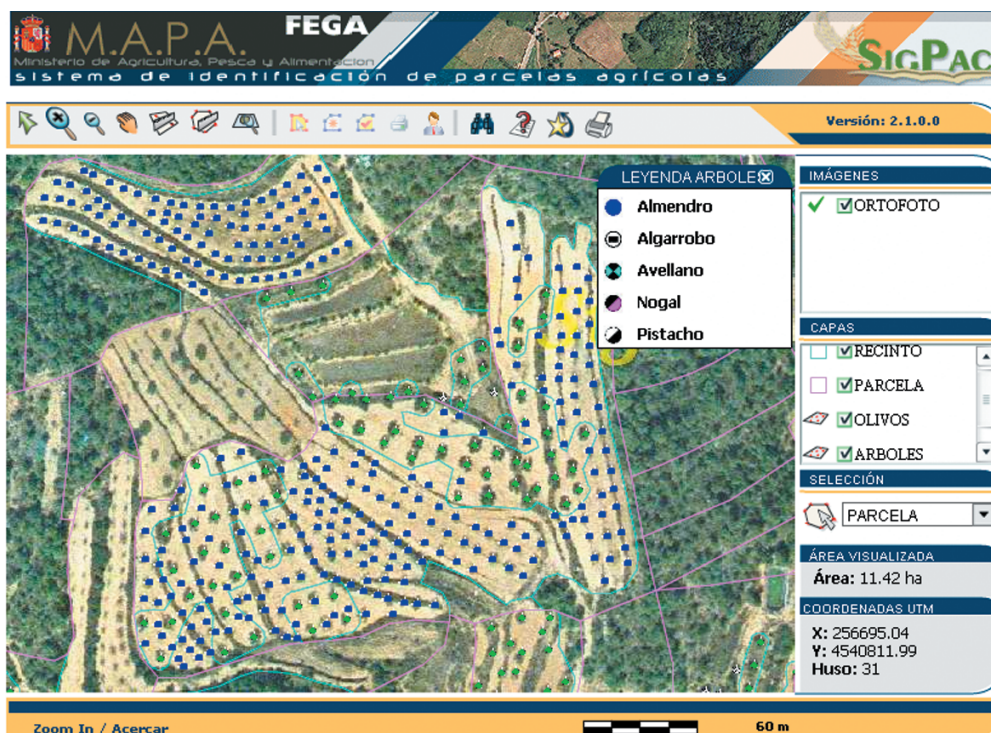 FEGA
M.A.P.A.
Ministerio de Agricultura, Pesca y Alimentación
sistema de identificación de parcelas agrícolas
SIGPAC
Versión: 2.1.0.0
LEYENDA ARBOLES
Almendro
Algarrobo
Avellano
Nogal
Pistacho
IMÁGENES
ORTOFOTO
CAPAS
RECINTO
PARCELA
OLIVOS
ARBOLES
SELECCIÓN
PARCELA
ÁREA VISUALIZADA
Área: 11.42 ha
COORDENADAS UTM
X: 256695.04
Y: 4540811.99
Huso: 31
Zoom In / Acercar
60 m